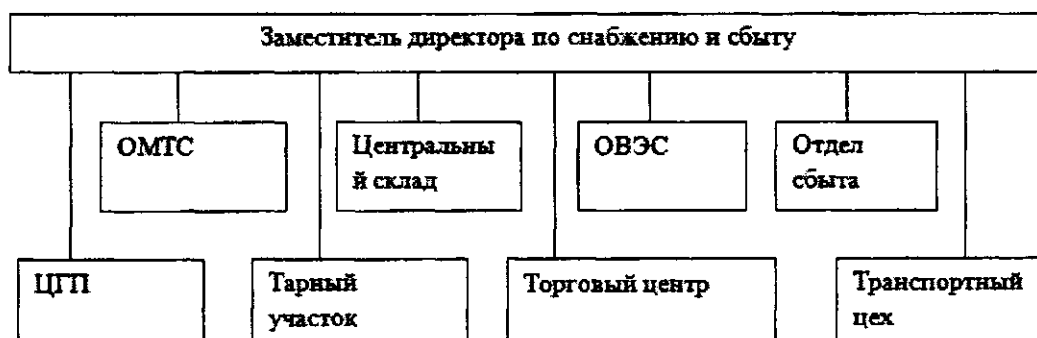 Заместитель директора по снабжению и сбыту
ОМТС
Центральны
й склад
ОВЭС
Отдел
сбыта
ЦГП
Тарный
участок
Торговый центр
Транспортный
цех